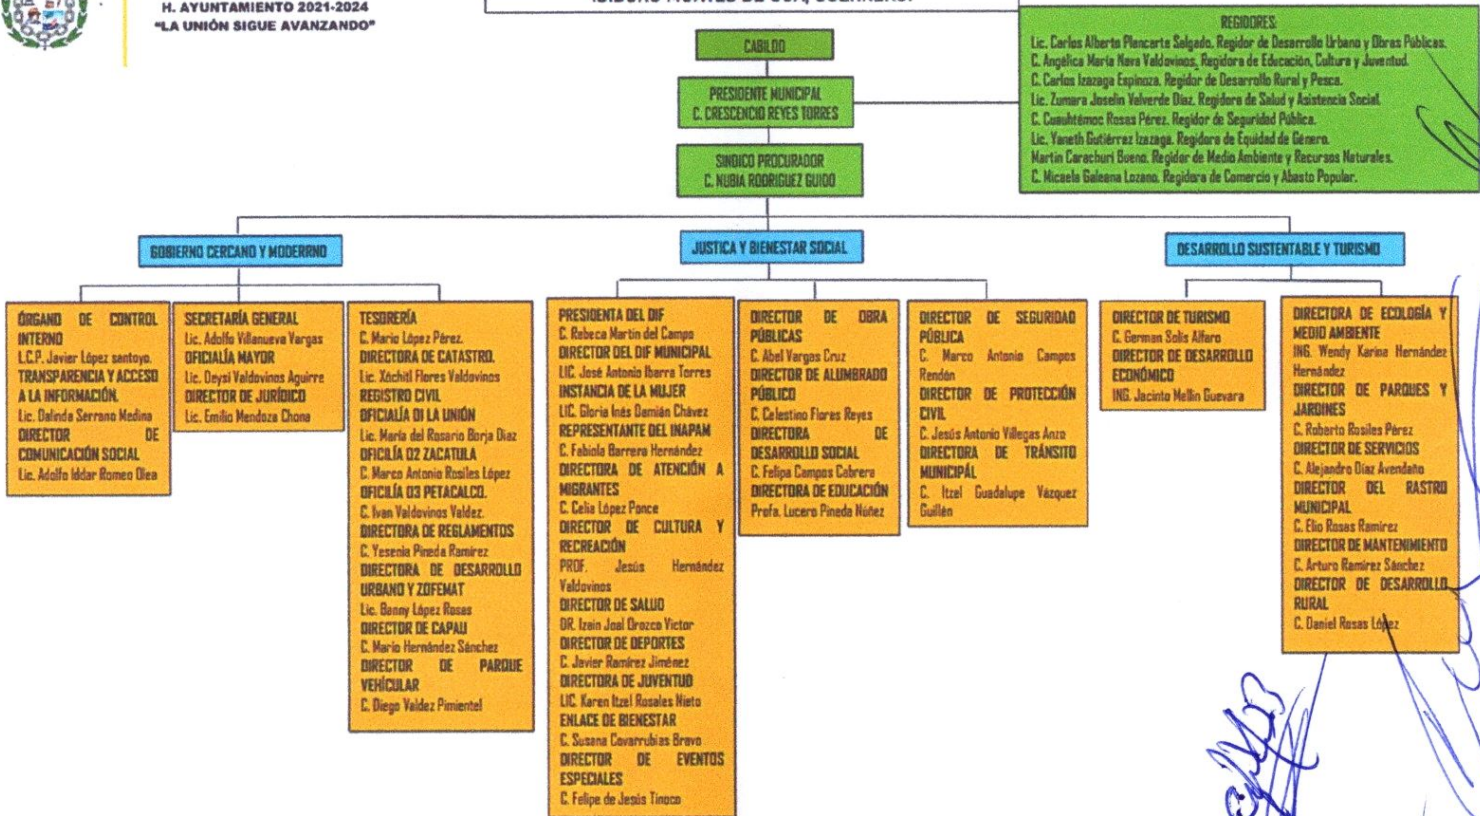 H. AYUNTAMIENTO 2021-2024
"LA UNIÓN SIGUE AVANZANDO"
CABILDO
PRESIDENTE MUNICIPAL
C. CRESCENCIO REYES TORRES
SINDICO PROCURADOR
C. NUBIA RODRIGUEZ GUIDO
REGIDORES:
Lic. Carlos Alberto Plancarte Salgado. Regidor de Desarrollo Urbano y Obras Públicas.
C. Angélica María Nava Valdovinos. Regidora de Educación, Cultura y Juventud.
C. Carlos Izazaga Espinoza. Regidor de Desarrollo Rural y Pesca.
Lic. Zumara Joselin Valverde Díaz. Regidora de Salud y Asistencia Social.
C. Cuauhtémoc Rosas Pérez. Regidor de Seguridad Pública.
Lic. Yaneth Gutiérrez Izazaga. Regidora de Equidad de Género.
Martin Carachuri Bueno. Regidor de Medio Ambiente y Recursos Naturales.
C. Micaela Galeana Lozano. Regidora de Comercio y Abasto Popular.
GOBIERNO CERCANO Y MODERRNO
JUSTICA Y BIENESTAR SOCIAL
DESARROLLO SUSTENTABLE Y TURISMO
ÓRGANO DE CONTROL
INTERNO
L.C.P. Javier López santoyo.
TRANSPARENCIA Y ACCESO
A LA INFORMACIÓN.
Lic. Dalinda Serrano Medina
DIRECTOR DE
COMUNICACIÓN SOCIAL
Lic. Adolfo Iddar Romeo Olea
SECRETARÍA GENERAL
Lic. Adolfo Villanueva Vargas
OFICIALÍA MAYOR
Lic. Deysi Valdovinos Aguirre
DIRECTOR DE JURÍDICO
Lic. Emilio Mendoza Chona
TESORERÍA
C. Mario López Pérez.
DIRECTORA DE CATASTRO.
Lic. Xóchitl Flores Valdovinos
REGISTRO CIVIL
OFICIALÍA 01 LA UNIÓN
Lic. María del Rosario Borja Díaz
OFICILÍA 02 ZACATULA
C. Marco Antonio Rosiles López
OFICILÍA 03 PETACALCO.
C. Ivan Valdovinos Valdez.
DIRECTORA DE REGLAMENTOS
C. Yesenia Pineda Ramírez
DIRECTORA DE DESARROLLO
URBANO Y ZOFEMAT
Lic. Banny López Rosas
DIRECTOR DE CAPAU
C. Mario Hernández Sánchez
DIRECTOR DE PARQUE
VEHÍCULAR
C. Diego Valdez Pimientel
PRESIDENTA DEL DIF
C. Rebeca Martin del Campo
DIRECTOR DEL DIF MUNICIPAL
LIC. José Antonio Ibarra Torres
INSTANCIA DE LA MUJER
LIC. Gloria Inés Damián Chávez
REPRESENTANTE DEL INAPAM
C. Fabiola Barrera Hernández
DIRECTORA DE ATENCIÓN A
MIGRANTES
C. Celia López Ponce
DIRECTOR DE CULTURA Y
RECREACIÓN
PROF. Jesús Hernández
Valdovinos
DIRECTOR DE SALUD
DR. Izain Joal Orozco Victor
DIRECTOR DE DEPORTES
C. Javier Ramírez Jiménez
DIRECTORA DE JUVENTUD
LIC. Karen Itzel Rosales Nieto
ENLACE DE BIENESTAR
C. Susana Covarrubias Bravo
DIRECTOR DE EVENTOS
ESPECIALES
C. Felipe de Jesús Tinoco
DIRECTOR DE OBRA
PÚBLICAS
C. Abel Vargas Cruz
DIRECTOR DE ALUMBRADO
PÚBLICO
C. Celestino Flores Reyes
DIRECTORA DE
DESARROLLO SOCIAL
C. Felipa Campos Cabrera
DIRECTORA DE EDUCACIÓN
Profa. Lucero Pineda Núñez
DIRECTOR DE SEGURIDAD
PÚBLICA
C. Marco Antonio Campos
Rendón
DIRECTOR DE PROTECCIÓN
CIVIL
C. Jesús Antonio Villegas Anzo
DIRECTORA DE TRÁNSITO
MUNICIPÁL
C. Itzel Guadalupe Vázquez
Guillén
DIRECTOR DE TURISMO
C. German Solis Alfaro
DIRECTOR DE DESARROLLO
ECONÓMICO
ING. Jacinto Mellin Guevara
DIRECTORA DE ECOLOGÍA Y
MEDIO AMBIENTE
ING. Wendy Karina Hernández
Hernández
DIRECTOR DE PARQUES Y
JARDINES
C. Roberto Rosiles Pérez
DIRECTOR DE SERVICIOS
C. Alejandro Díaz Avendaño
DIRECTOR DEL RASTRO
MUNICIPAL
C. Elio Rosas Ramírez
DIRECTOR DE MANTENIMIENTO
C. Arturo Ramírez Sánchez
DIRECTOR DE DESARROLLO
RURAL
C. Daniel Rosas López